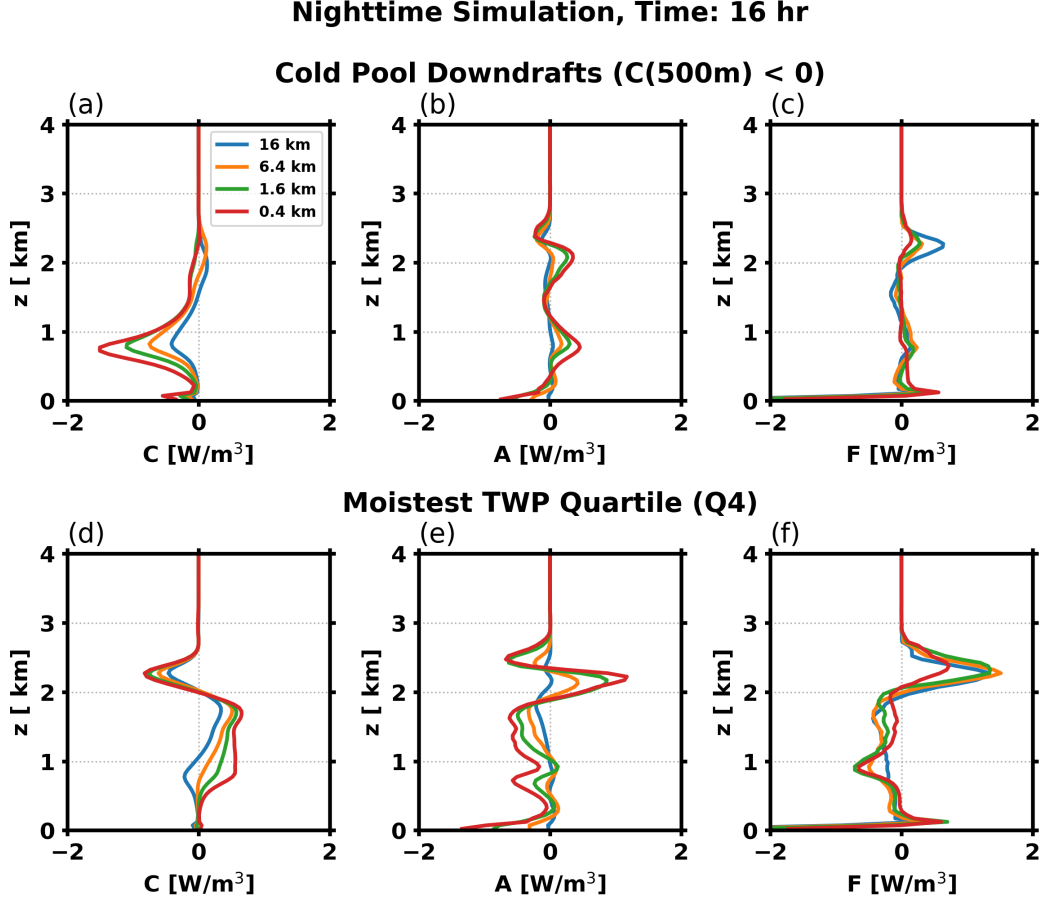 Nighttime Simulation, Time: 16 hr
Cold Pool Downdrafts (C(500m) < 0)
(a) (b) (c)
4 4 4
16 km
6.4 km
1.6 km
0.4 km
3 3 3
z [ km] z [ km] z [ km]
2 2 2
1 1 1
0 0 0
−2 0 2 −2 0 2 −2 0 2
C [W/m³] A [W/m³] F [W/m³]
Moistest TWP Quartile (Q4)
(d) (e) (f)
4 4 4
3 3 3
z [ km] z [ km] z [ km]
2 2 2
1 1 1
0 0 0
−2 0 2 −2 0 2 −2 0 2
C [W/m³] A [W/m³] F [W/m³]